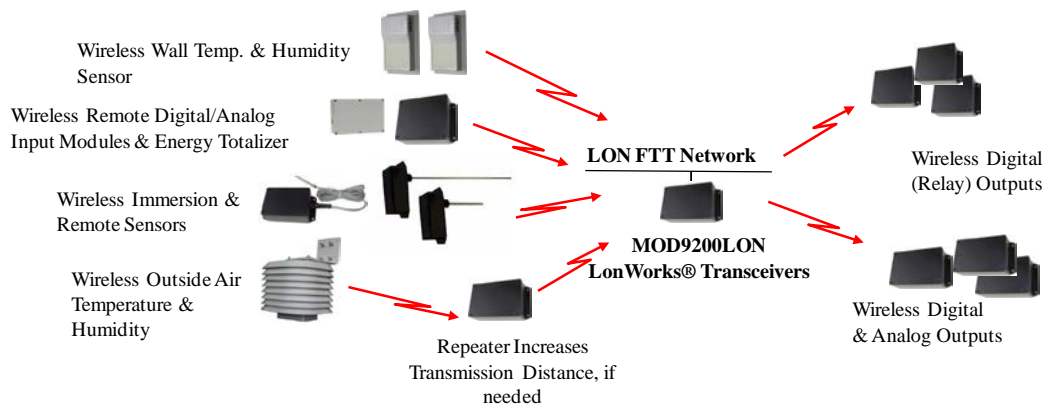 Wireless Wall Temp. & Humidity
Sensor
Wireless Remote Digital/Analog
Input Modules & Energy Totalizer
Wireless Immersion &
Remote Sensors
Wireless Outside Air
Temperature &
Humidity
Repeater Increases
Transmission Distance, if
needed
LON FTT Network
MOD9200LON
LonWorks® Transceivers
Wireless Digital
(Relay) Outputs
Wireless Digital
& Analog Outputs